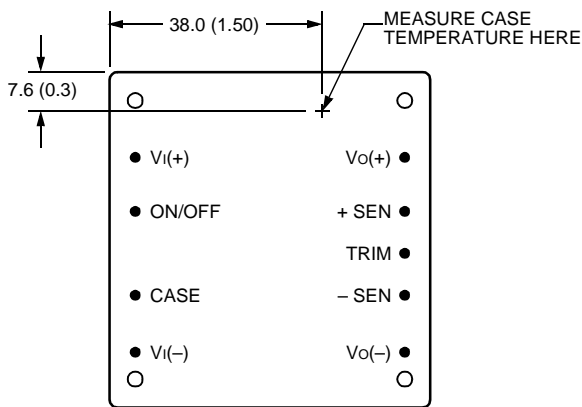 38.0 (1.50)
MEASURE CASE
TEMPERATURE HERE
7.6 (0.3)
VI(+)
VO(+)
ON/OFF
+ SEN
TRIM
CASE
– SEN
VI(–)
VO(–)